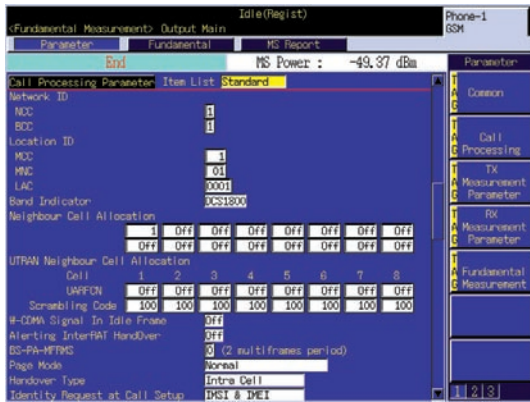 Idle(Regist)
<Fundamental Measurement> Output Main
Phone-1
GSM
Parameter Fundamental MS Report
End MS Power : -49.37 dBm
Parameter
Call Processing Parameter Item List Standard
Network ID
NCC 1
BCC 1
Location ID
MCC 1
MNC 01
LAC 0001
Band Indicator DCS1800
Neighbour Cell Allocation
1 Off Off Off Off Off Off Off
Off Off Off Off Off Off Off Off
UTRAN Neighbour Cell Allocation
Cell 1 2 3 4 5 6 7 8
UARFCN Off Off Off Off Off Off Off Off
Scrambling Code 100 100 100 100 100 100 100 100
W-CDMA Signal In Idle Frame Off
Alerting InterRAT HandOver Off
BS-PA-MFRMS 0 (2 multiframes period)
Page Mode Normal
Handover Type Intra Cell
Identity Request at Call Setup IMSI & IMEI
TAG Common
TAG Call Processing
TAG TX Measurement Parameter
TAG RX Measurement Parameter
TAG Fundamental Measurement
1 2 3